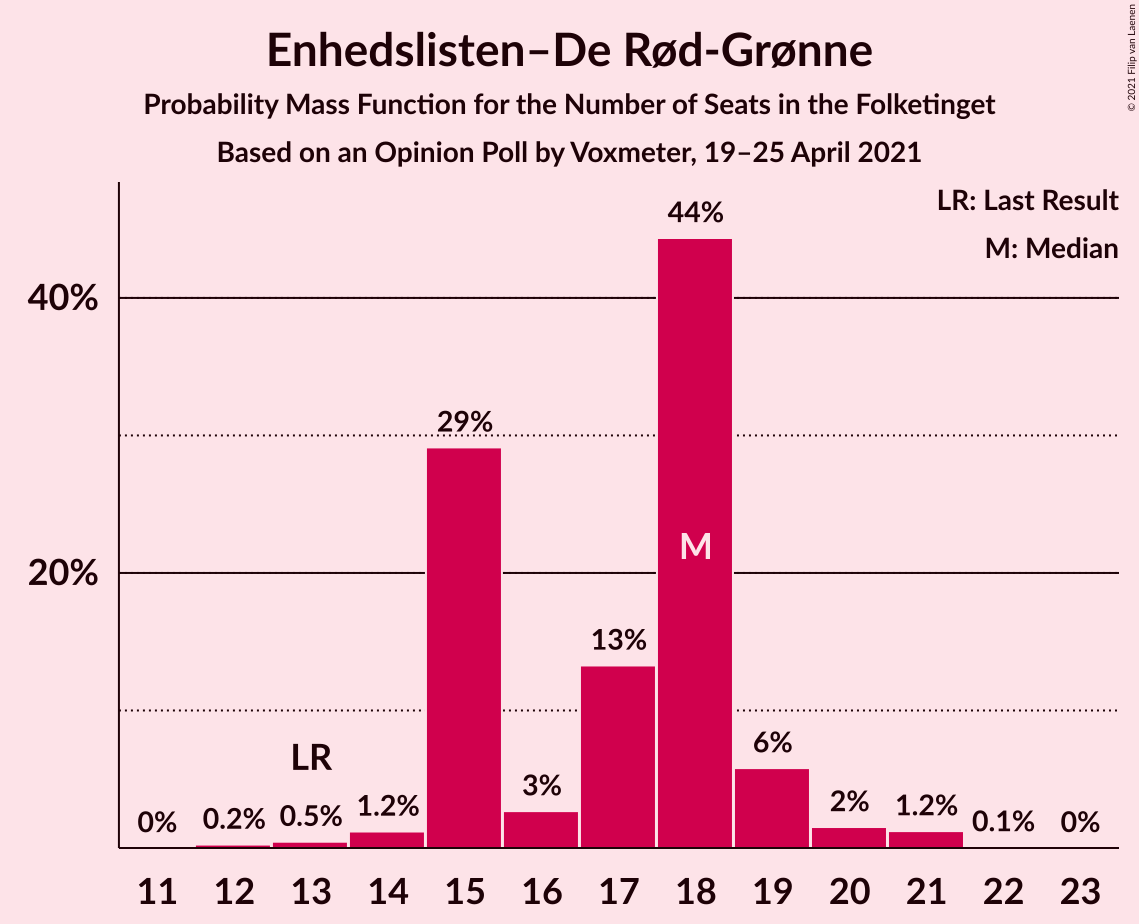 Enhedslisten–De Rød-Grønne
Probability Mass Function for the Number of Seats in the Folketinget
Based on an Opinion Poll by Voxmeter, 19–25 April 2021
© 2021 Filip van Laenen
LR: Last Result
M: Median
40%
20%
0%
0.2%
0.5%
LR
1.2%
29%
3%
13%
44%
M
6%
2%
1.2%
0.1%
0%
11 12 13 14 15 16 17 18 19 20 21 22 23